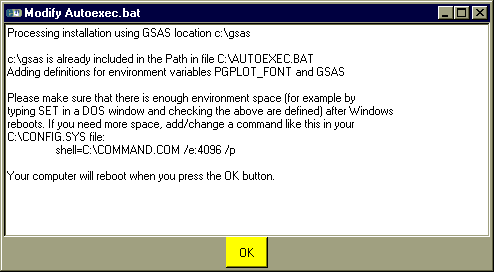 Modify Autoexec.bat
Processing installation using GSAS location c:\gsas
c:\gsas is already included in the Path in file C:\AUTOEXEC.BAT
Adding definitions for environment variables PGPLOT_FONT and GSAS
Please make sure that there is enough environment space (for example by
typing SET in a DOS window and checking the above are defined) after Windows
reboots. If you need more space, add/change a command like this in your
C:\CONFIG.SYS file:
shell=C:\COMMAND.COM /e:4096 /p
Your computer will reboot when you press the OK button.
OK